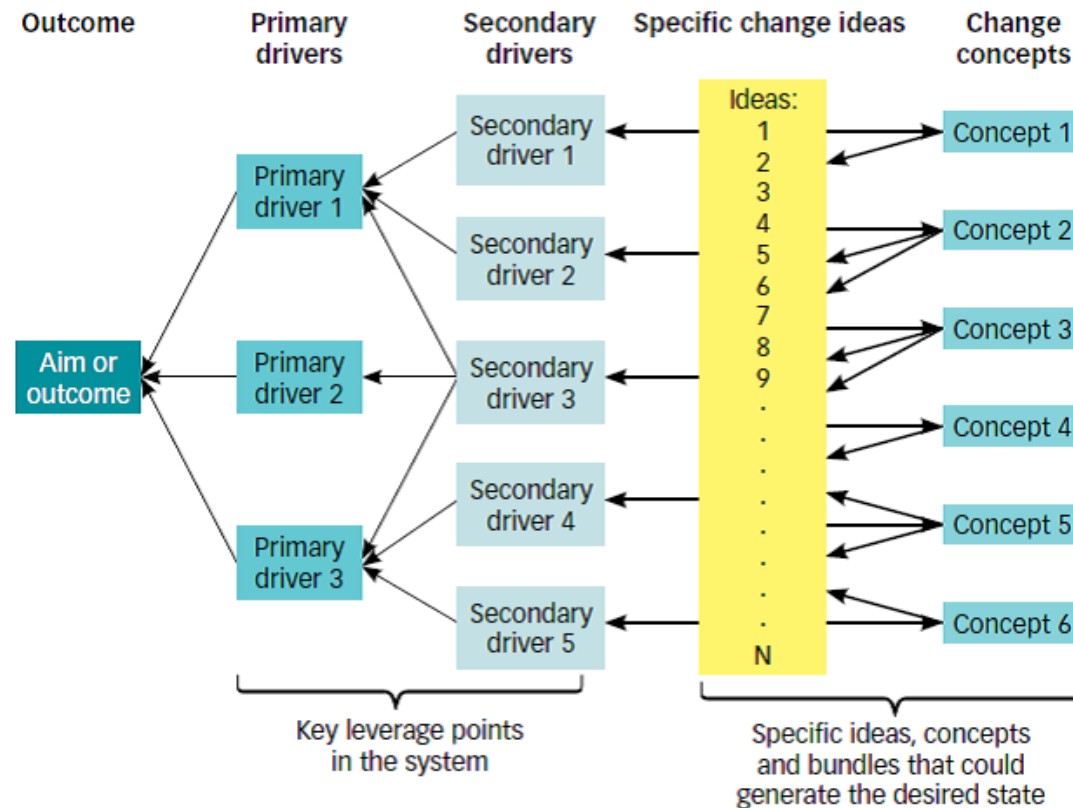 Outcome
Primary
drivers
Secondary
drivers
Specific change ideas
Change
concepts
Aim or
outcome
Primary
driver 1
Primary
driver 2
Primary
driver 3
Secondary
driver 1
Secondary
driver 2
Secondary
driver 3
Secondary
driver 4
Secondary
driver 5
Ideas:
1
2
3
4
5
6
7
8
9
.
.
.
.
.
.
.
.
N
Concept 1
Concept 2
Concept 3
Concept 4
Concept 5
Concept 6
Key leverage points
in the system
Specific ideas, concepts
and bundles that could
generate the desired state